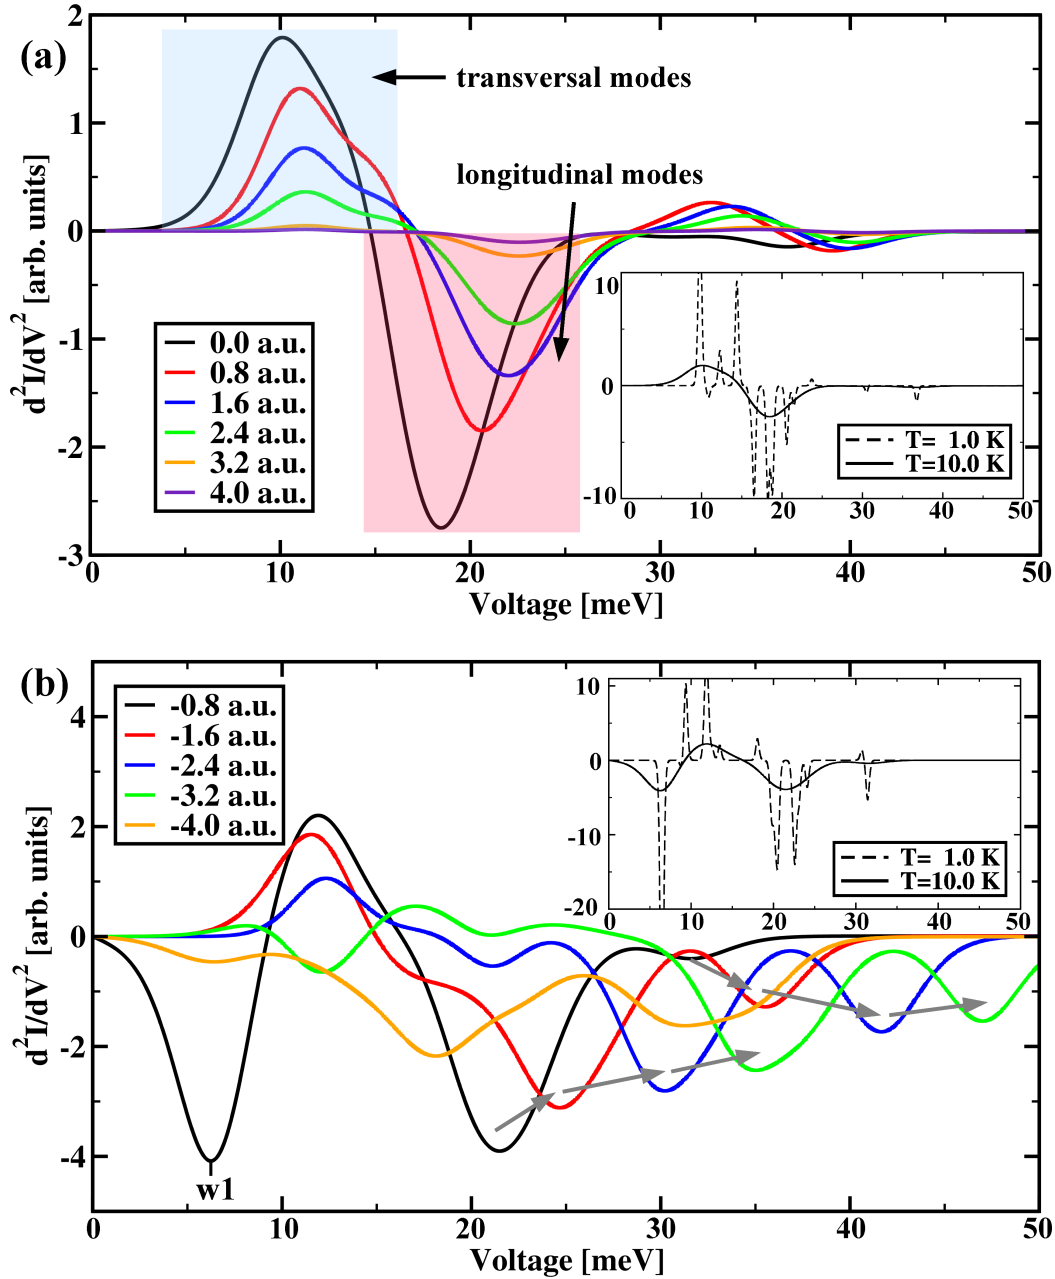 (a)
2
1
0
-1
-2
-3
d²I/dV² [arb. units]
transversal modes
longitudinal modes
0.0 a.u.
0.8 a.u.
1.6 a.u.
2.4 a.u.
3.2 a.u.
4.0 a.u.
10
0
-10
T= 1.0 K
T=10.0 K
0 10 20 30 40 50
0 10 20 30 40 50
Voltage [meV]
(b)
4
2
0
-2
-4
d²I/dV² [arb. units]
-0.8 a.u.
-1.6 a.u.
-2.4 a.u.
-3.2 a.u.
-4.0 a.u.
10
0
-10
-20
T= 1.0 K
T=10.0 K
0 10 20 30 40 50
w1
0 10 20 30 40 50
Voltage [meV]